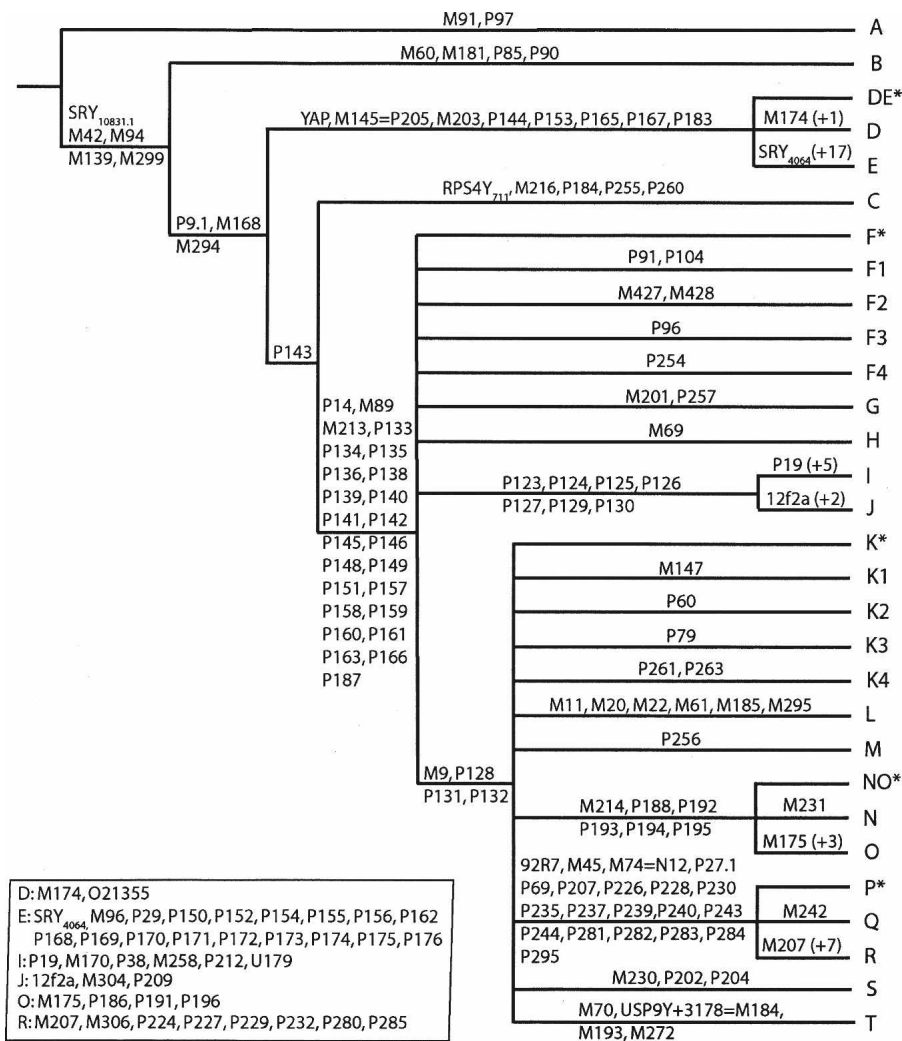 M91, P97
A
M60, M181, P85, P90
B
SRY10831.1
M42, M94
M139, M299
DE*
YAP, M145=P205, M203, P144, P153, P165, P167, P183
M174 (+1)
D
SRY4064 (+17)
E
RPS4Y711, M216, P184, P255, P260
C
P9.1, M168
M294
F*
P91, P104
F1
M427, M428
F2
P96
F3
P143
P254
F4
P14, M89
M213, P133
P134, P135
P136, P138
P139, P140
P141, P142
P145, P146
P148, P149
P151, P157
P158, P159
P160, P161
P163, P166
P187
M201, P257
G
M69
H
P123, P124, P125, P126
P127, P129, P130
P19 (+5)
I
12f2a (+2)
J
K*
M147
K1
P60
K2
P79
K3
P261, P263
K4
M11, M20, M22, M61, M185, M295
L
P256
M
M9, P128
P131, P132
NO*
M214, P188, P192
P193, P194, P195
M231
N
M175 (+3)
O
92R7, M45, M74=N12, P27.1
P69, P207, P226, P228, P230
P235, P237, P239, P240, P243
P244, P281, P282, P283, P284
P295
P*
M242
Q
M207 (+7)
R
M230, P202, P204
S
M70, USP9Y+3178=M184,
M193, M272
T
D: M174, O21355
E: SRY4064, M96, P29, P150, P152, P154, P155, P156, P162
P168, P169, P170, P171, P172, P173, P174, P175, P176
I: P19, M170, P38, M258, P212, U179
J: 12f2a, M304, P209
O: M175, P186, P191, P196
R: M207, M306, P224, P227, P229, P232, P280, P285